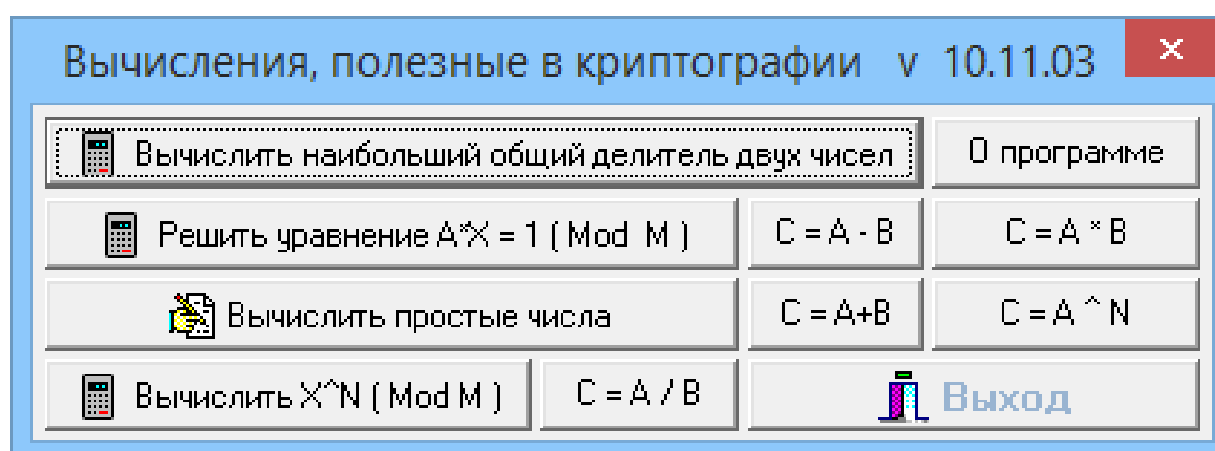 Вычисления, полезные в криптографии v 10.11.03
Вычислить наибольший общий делитель двух чисел
О программе
Решить уравнение A*X = 1 ( Mod M )
C = A - B
C = A * B
Вычислить простые числа
C = A+B
C = A ^ N
Вычислить X^N ( Mod M )
C = A / B
Выход